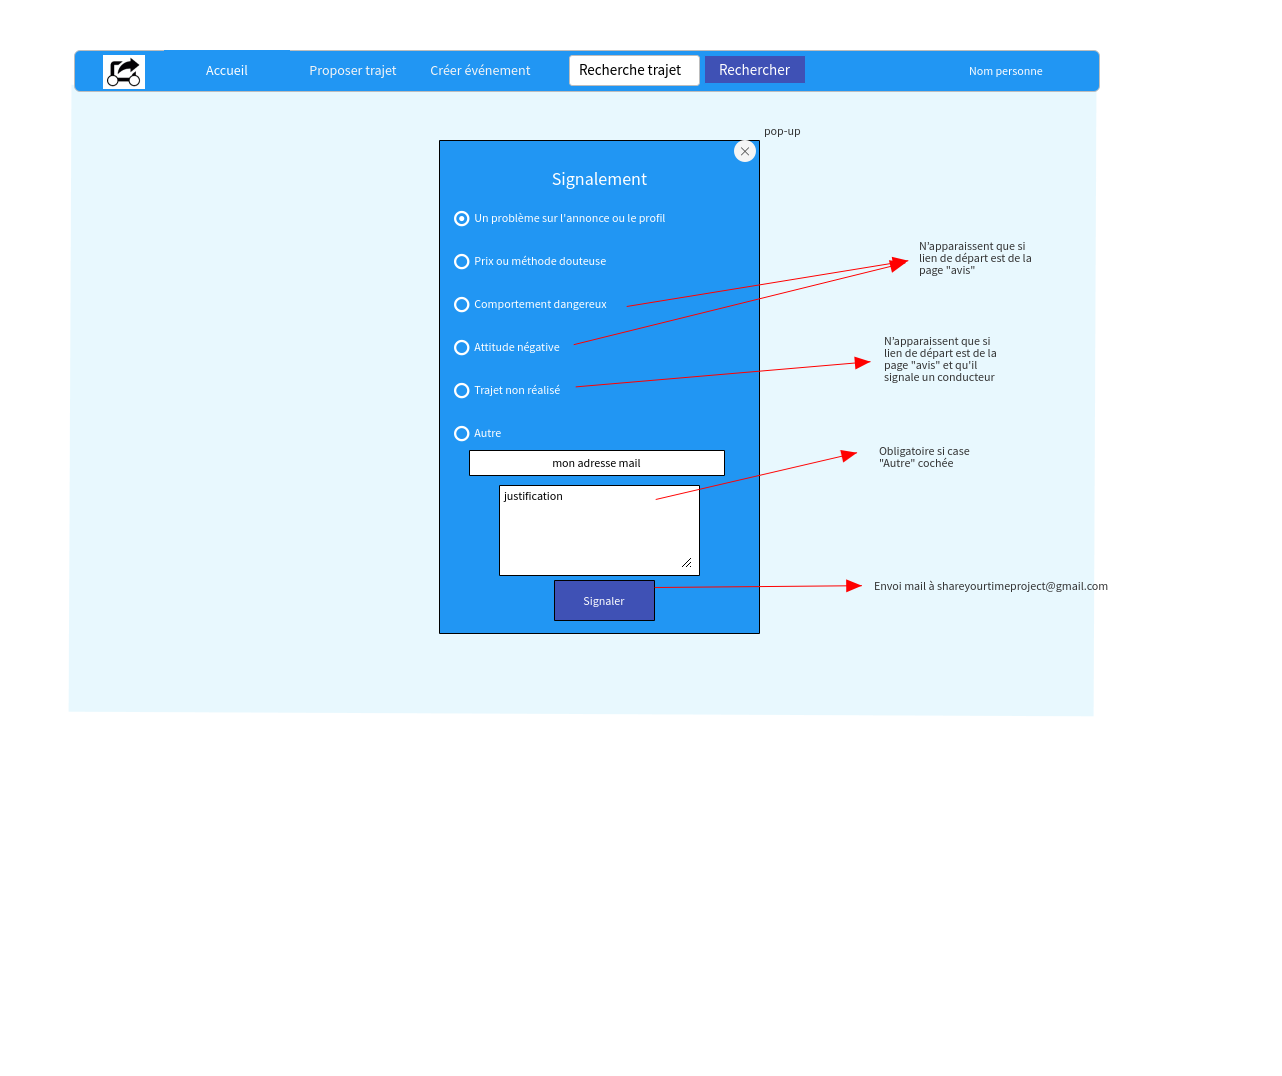 Accueil
Proposer trajet
Créer événement
Recherche trajet
Rechercher
Nom personne
pop-up
Signalement
Un problème sur l'annonce ou le profil
Prix ou méthode douteuse
Comportement dangereux
Attitude négative
Trajet non réalisé
Autre
mon adresse mail
justification
Signaler
N'apparaissent que si
lien de départ est de la
page "avis"
N'apparaissent que si
lien de départ est de la
page "avis" et qu'il
signale un conducteur
Obligatoire si case
"Autre" cochée
Envoi mail à shareyourtimeproject@gmail.com